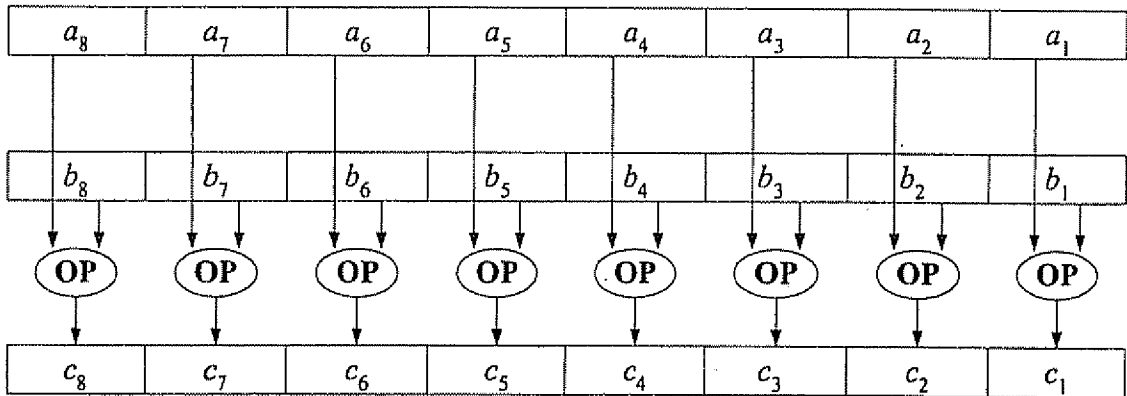 a₈ a₇ a₆ a₅ a₄ a₃ a₂ a₁
b₈ b₇ b₆ b₅ b₄ b₃ b₂ b₁
OP OP OP OP OP OP OP OP
c₈ c₇ c₆ c₅ c₄ c₃ c₂ c₁